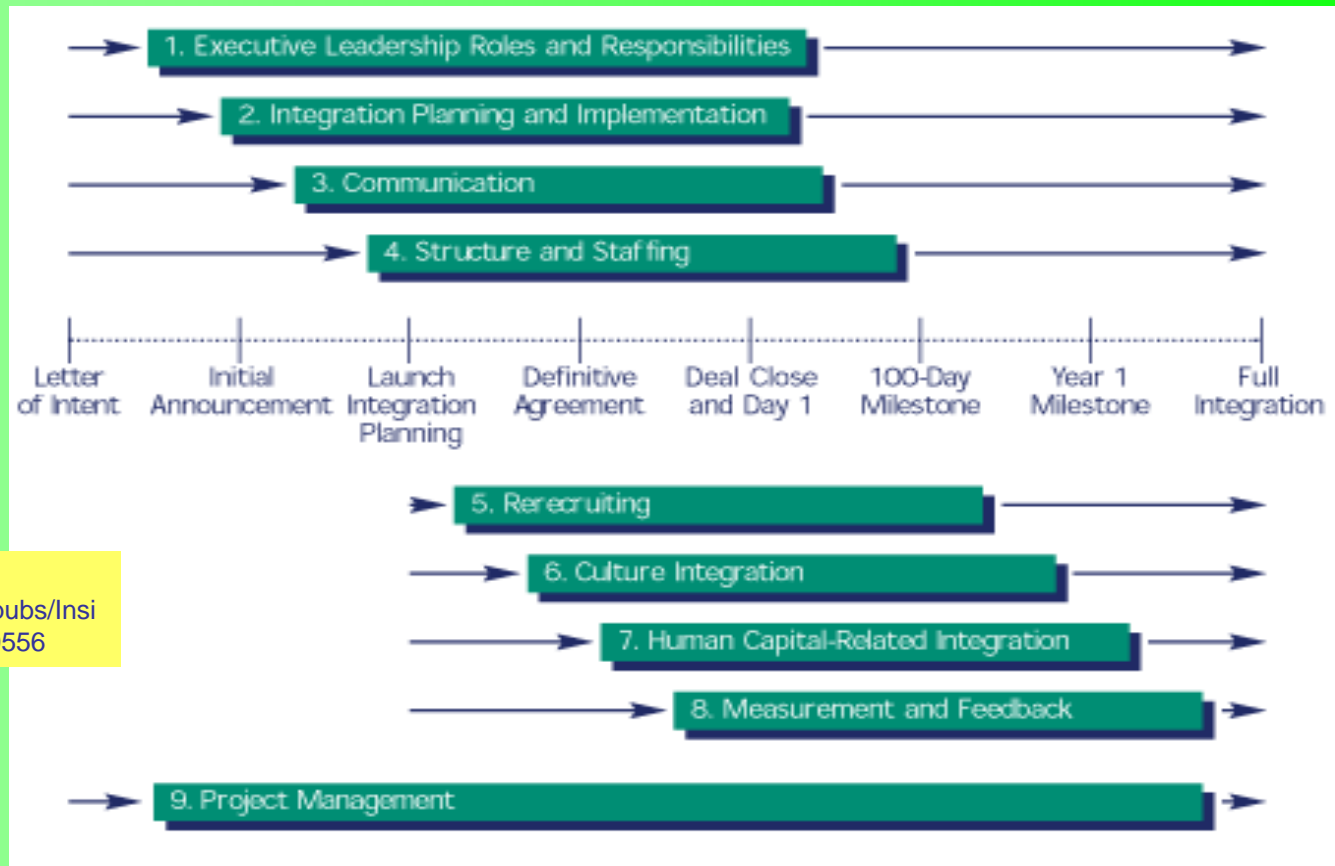 1. Executive Leadership Roles and Responsibilities
2. Integration Planning and Implementation
3. Communication
4. Structure and Staffing
Letter
of Intent
Initial
Announcement
Launch
Integration
Planning
Definitive
Agreement
Deal Close
and Day 1
100-Day
Milestone
Year 1
Milestone
Full
Integration
5. Rerecruiting
6. Culture Integration
pubs/Insi
556
7. Human Capital-Related Integration
8. Measurement and Feedback
9. Project Management